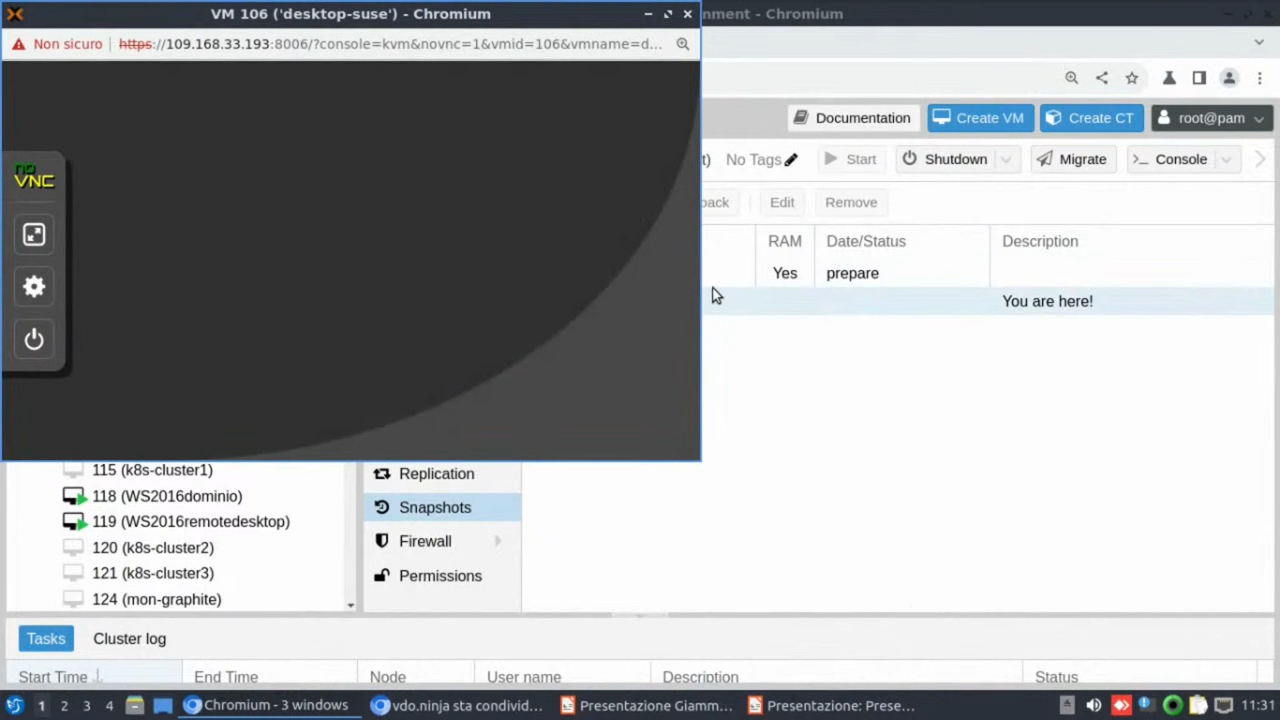 VM 106 ('desktop-suse') - Chromium
nment - Chromium
Non sicuro
https://109.168.33.193:8006/?console=kvm&novnc=1&vmid=106&vmname=d...
no
VNC
Documentation
Create VM
Create CT
root@pam
t)
No Tags
Start
Shutdown
Migrate
>_ Console
back
Edit
Remove
RAM
Date/Status
Description
Yes
prepare
You are here!
115 (k8s-cluster1)
118 (WS2016dominio)
119 (WS2016remotedesktop)
120 (k8s-cluster2)
121 (k8s-cluster3)
124 (mon-graphite)
Replication
Snapshots
Firewall
Permissions
Tasks
Cluster log
Start Time
End Time
Node
User name
Description
Status
1 2 3 4
Chromium - 3 windows
vdo.ninja sta condivid...
Presentazione Giamm...
Presentazione: Prese...
11:31